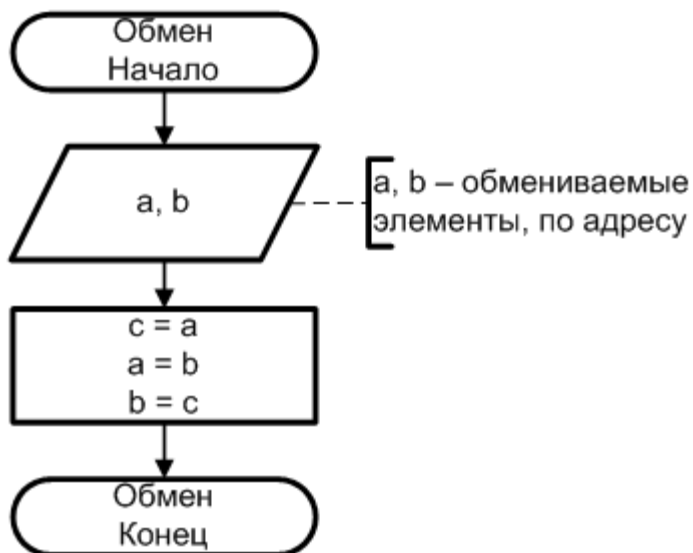 Обмен
Начало
a, b
a, b – обмениваемые
элементы, по адресу
c = a
a = b
b = c
Обмен
Конец